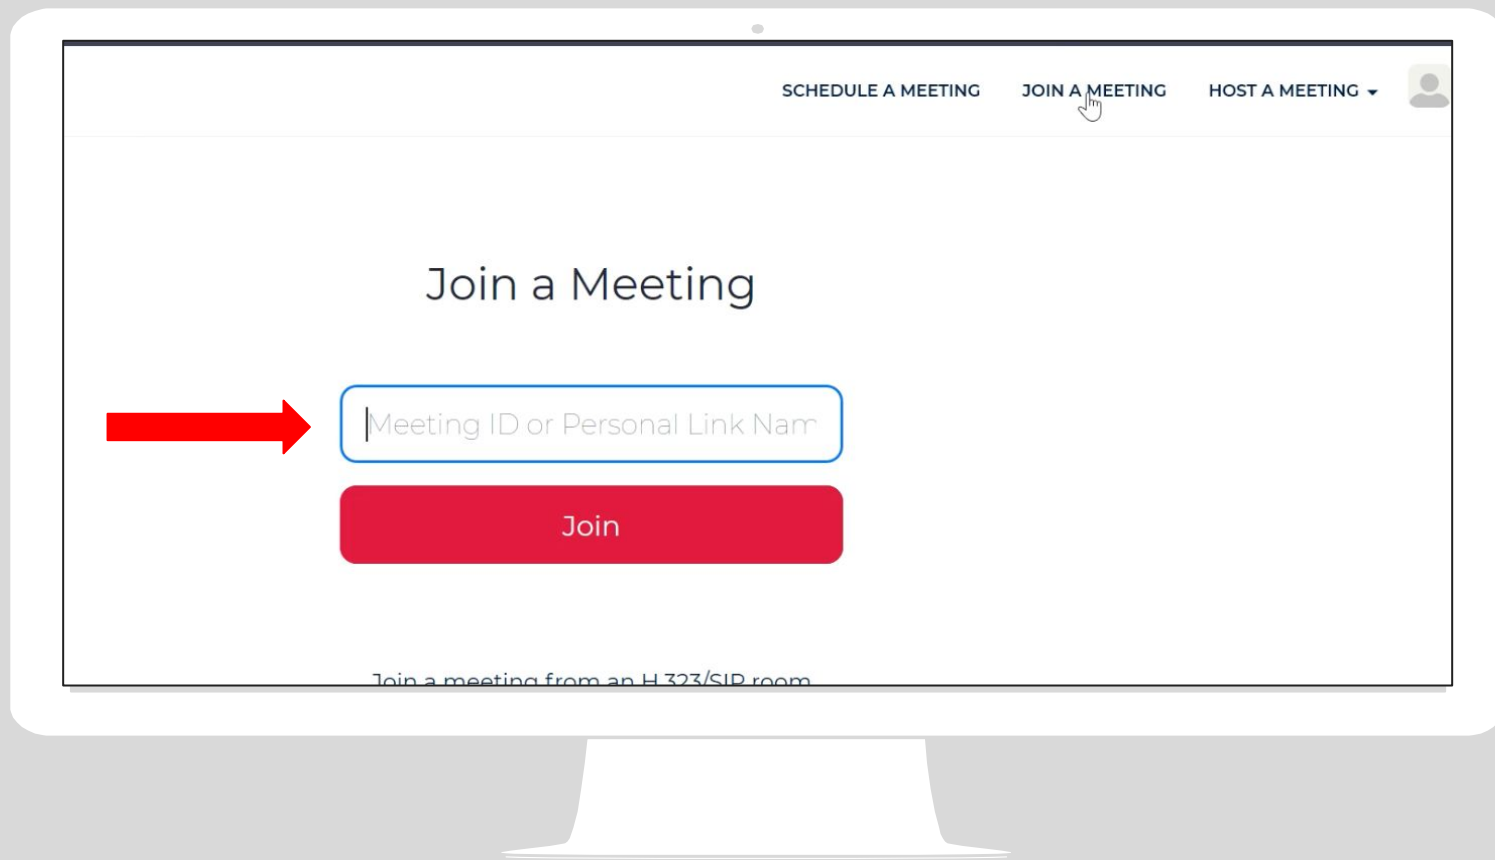 SCHEDULE A MEETING JOIN A MEETING HOST A MEETING
Join a Meeting
Meeting ID or Personal Link Nam
Join
Join a meeting from an H.323/SIP room